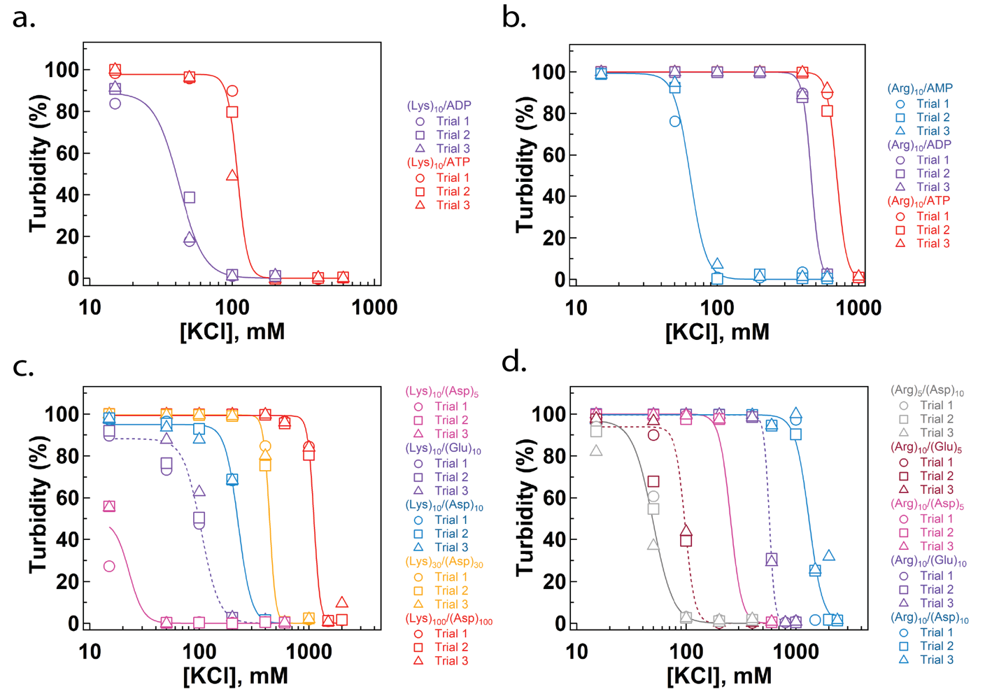 a.
Turbidity (%)
100
80
60
40
20
0
10 100 1000
[KCl], mM
(Lys)10/ADP
Trial 1
Trial 2
Trial 3
(Lys)10/ATP
Trial 1
Trial 2
Trial 3
b.
Turbidity (%)
100
80
60
40
20
0
10 100 1000
[KCl], mM
(Arg)10/AMP
Trial 1
Trial 2
Trial 3
(Arg)10/ADP
Trial 1
Trial 2
Trial 3
(Arg)10/ATP
Trial 1
Trial 2
Trial 3
c.
Turbidity (%)
100
80
60
40
20
0
10 100 1000
[KCl], mM
(Lys)10/(Asp)5
Trial 1
Trial 2
Trial 3
(Lys)10/(Glu)10
Trial 1
Trial 2
Trial 3
(Lys)10/(Asp)10
Trial 1
Trial 2
Trial 3
(Lys)30/(Asp)30
Trial 1
Trial 2
Trial 3
(Lys)100/(Asp)100
Trial 1
Trial 2
Trial 3
d.
Turbidity (%)
100
80
60
40
20
0
10 100 1000
[KCl], mM
(Arg)5/(Asp)10
Trial 1
Trial 2
Trial 3
(Arg)10/(Glu)5
Trial 1
Trial 2
Trial 3
(Arg)10/(Asp)5
Trial 1
Trial 2
Trial 3
(Arg)10/(Glu)10
Trial 1
Trial 2
Trial 3
(Arg)10/(Asp)10
Trial 1
Trial 2
Trial 3